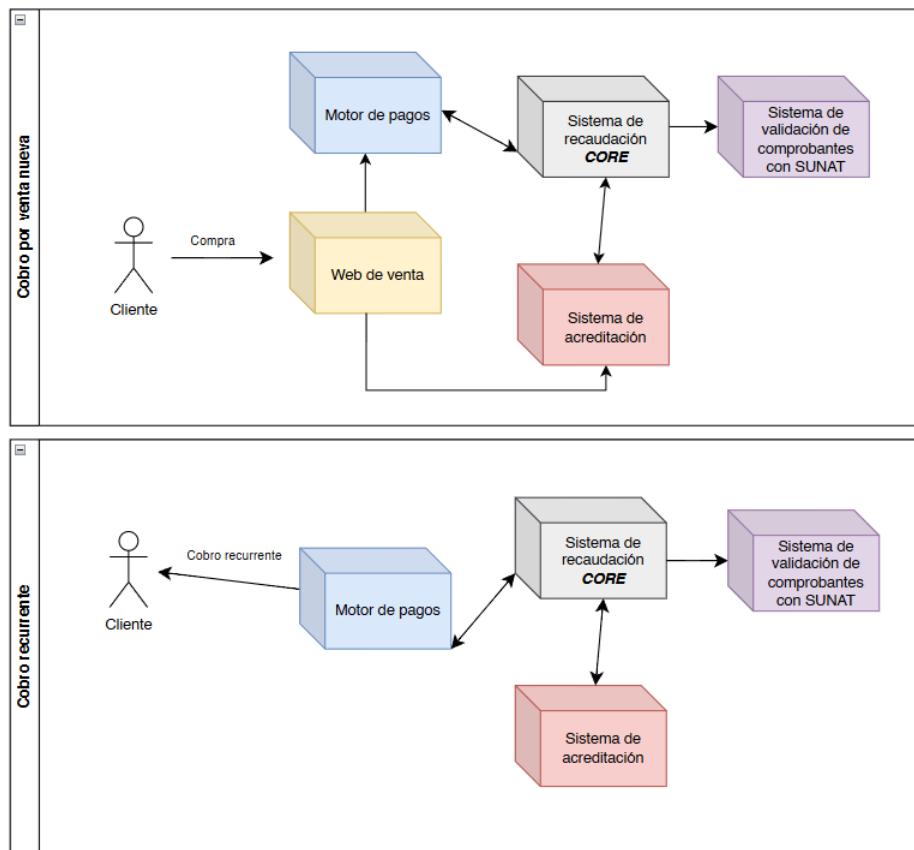 Cobro por venta nueva
Motor de pagos
Sistema de
recaudación
CORE
Sistema de
validación de
comprobantes
con SUNAT
Compra
Cliente
Web de venta
Sistema de
acreditación
Cobro recurrente
Cobro recurrente
Cliente
Motor de pagos
Sistema de
recaudación
CORE
Sistema de
validación de
comprobantes
con SUNAT
Sistema de
acreditación